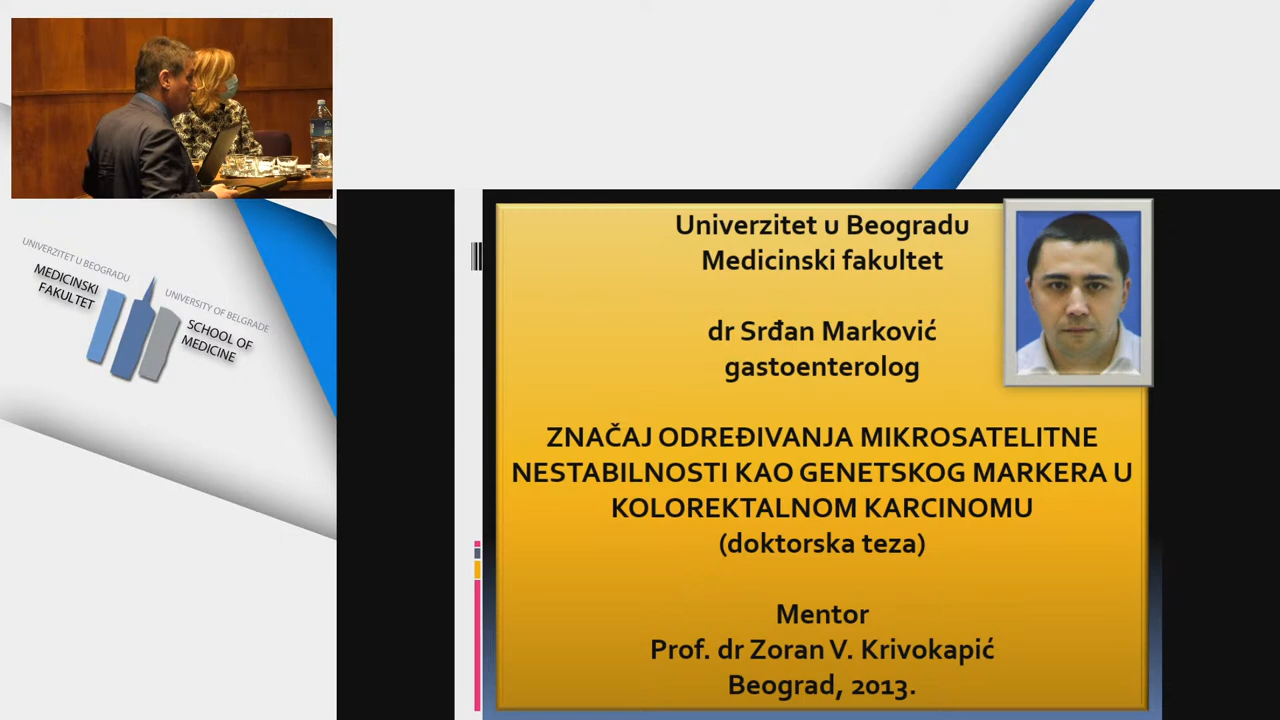 UNIVERZITET U BEOGRADU
MEDICINSKI
FAKULTET
UNIVERSITY OF BELGRADE
SCHOOL OF
MEDICINE
Univerzitet u Beogradu
Medicinski fakultet
dr Srđan Marković
gastoenterolog
ZNAČAJ ODREĐIVANJA MIKROSATELITNE
NESTABILNOSTI KAO GENETSKOG MARKERA U
KOLOREKTALNOM KARCINOMU
(doktorska teza)
Mentor
Prof. dr Zoran V. Krivokapić
Beograd, 2013.